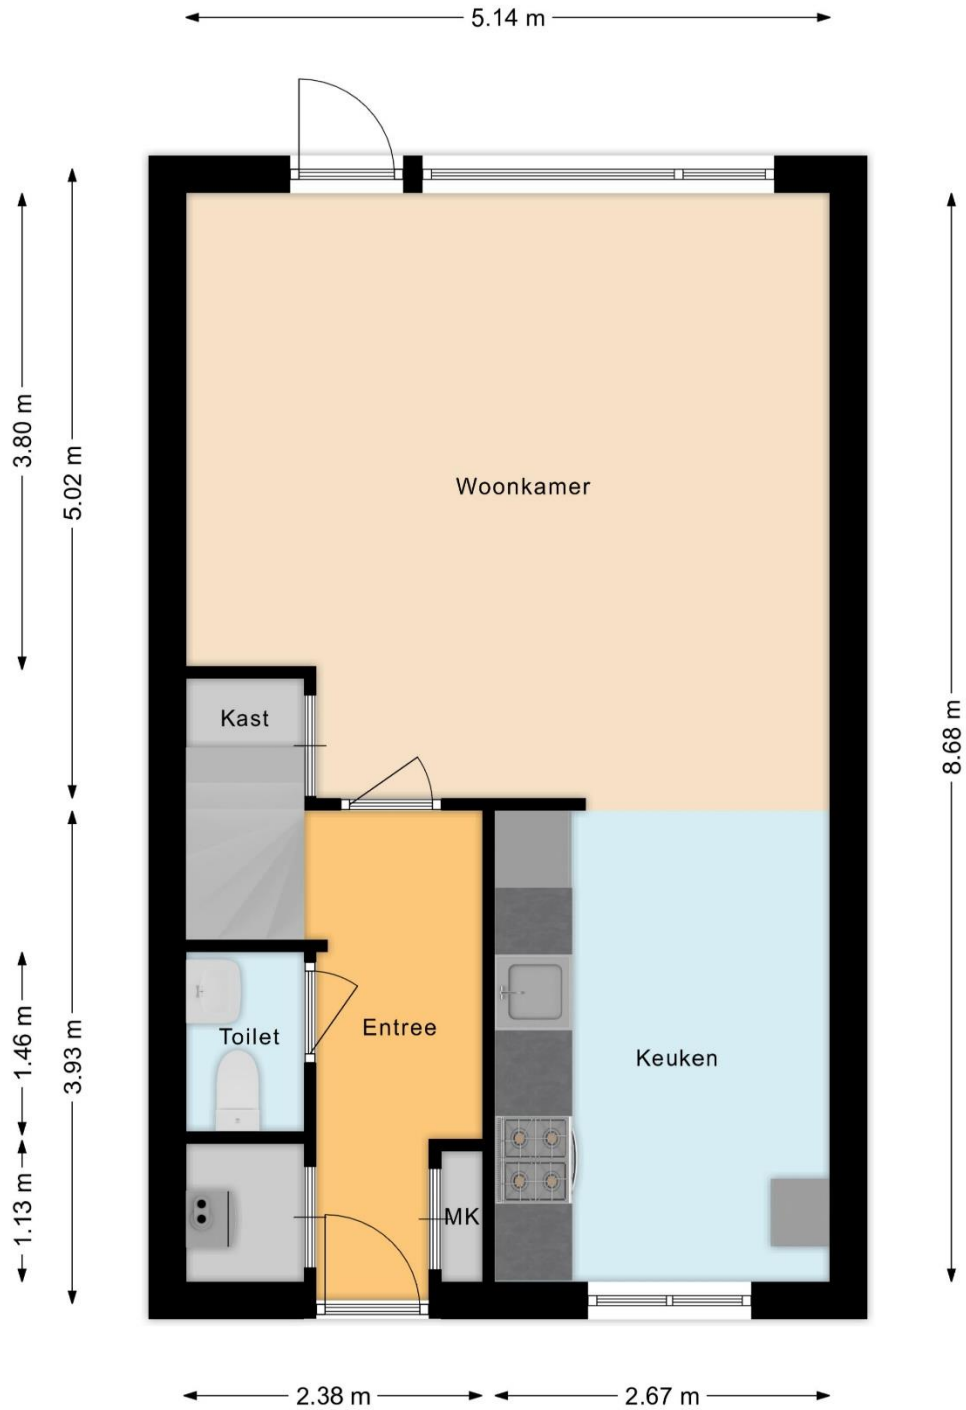 5.14 m
3.80 m
5.02 m
8.68 m
Woonkamer
Kast
Entree
Toilet
Keuken
1.46 m
3.93 m
1.13 m
MK
2.38 m
2.67 m